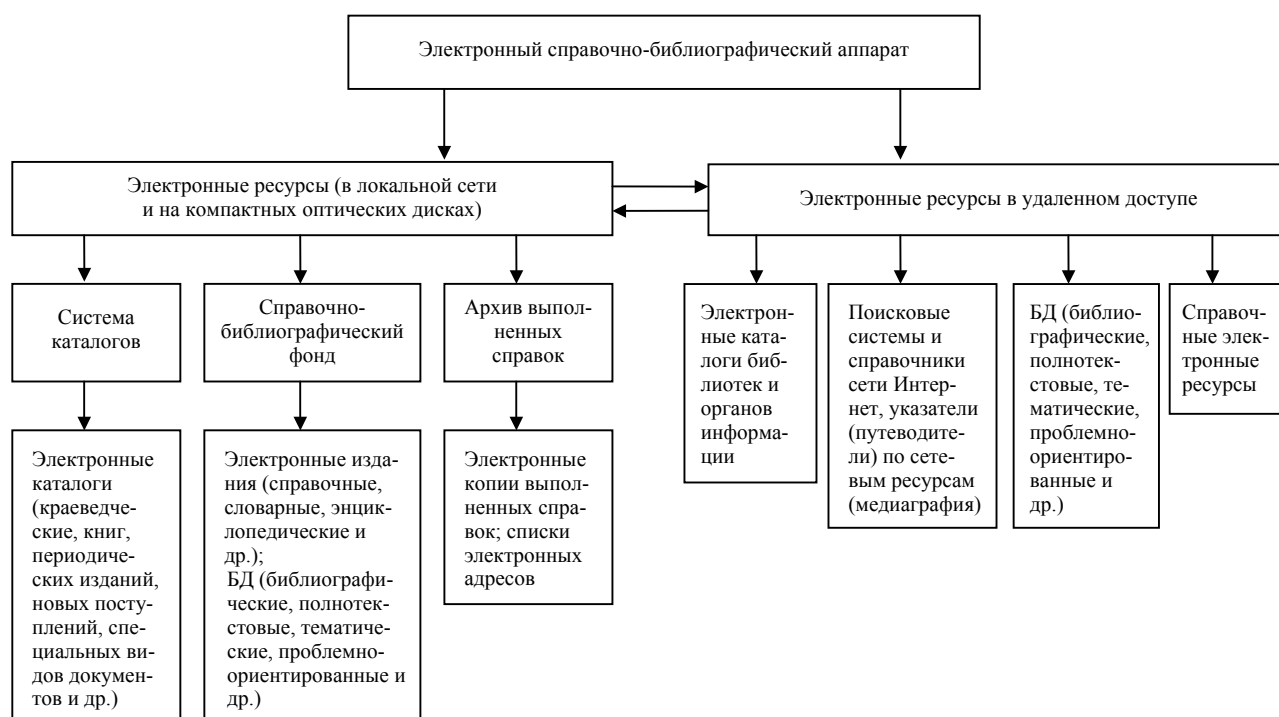 Электронный справочно-библиографический аппарат
Электронные ресурсы (в локальной сети
и на компактных оптических дисках)
Электронные ресурсы в удаленном доступе
Система
каталогов
Справочно-
библиографический
фонд
Архив выпол-
ненных
справок
Электрон-
ные ката-
логи биб-
лиотек и
органов
информа-
ции
Поисковые
системы и
справочники
сети Интер-
нет, указатели
(путеводите-
ли) по сете-
вым ресурсам
(медиаграфия)
БД (библио-
графические,
полнотек-
стовые, те-
матические,
проблемно-
ориентиро-
ванные и
др.)
Справоч-
ные элек-
тронные
ресурсы
Электронные
каталоги
(краеведче-
ские, книг,
периодиче-
ских изданий,
новых посту-
плений, спе-
циальных ви-
дов докумен-
тов и др.)
Электронные изда-
ния (справочные,
словарные, энцик-
лопедические и
др.);
БД (библиографи-
ческие, полнотек-
стовые, тематиче-
ские, проблемно-
ориентированные и
др.)
Электронные
копии выпол-
ненных спра-
вок; списки
электронных
адресов